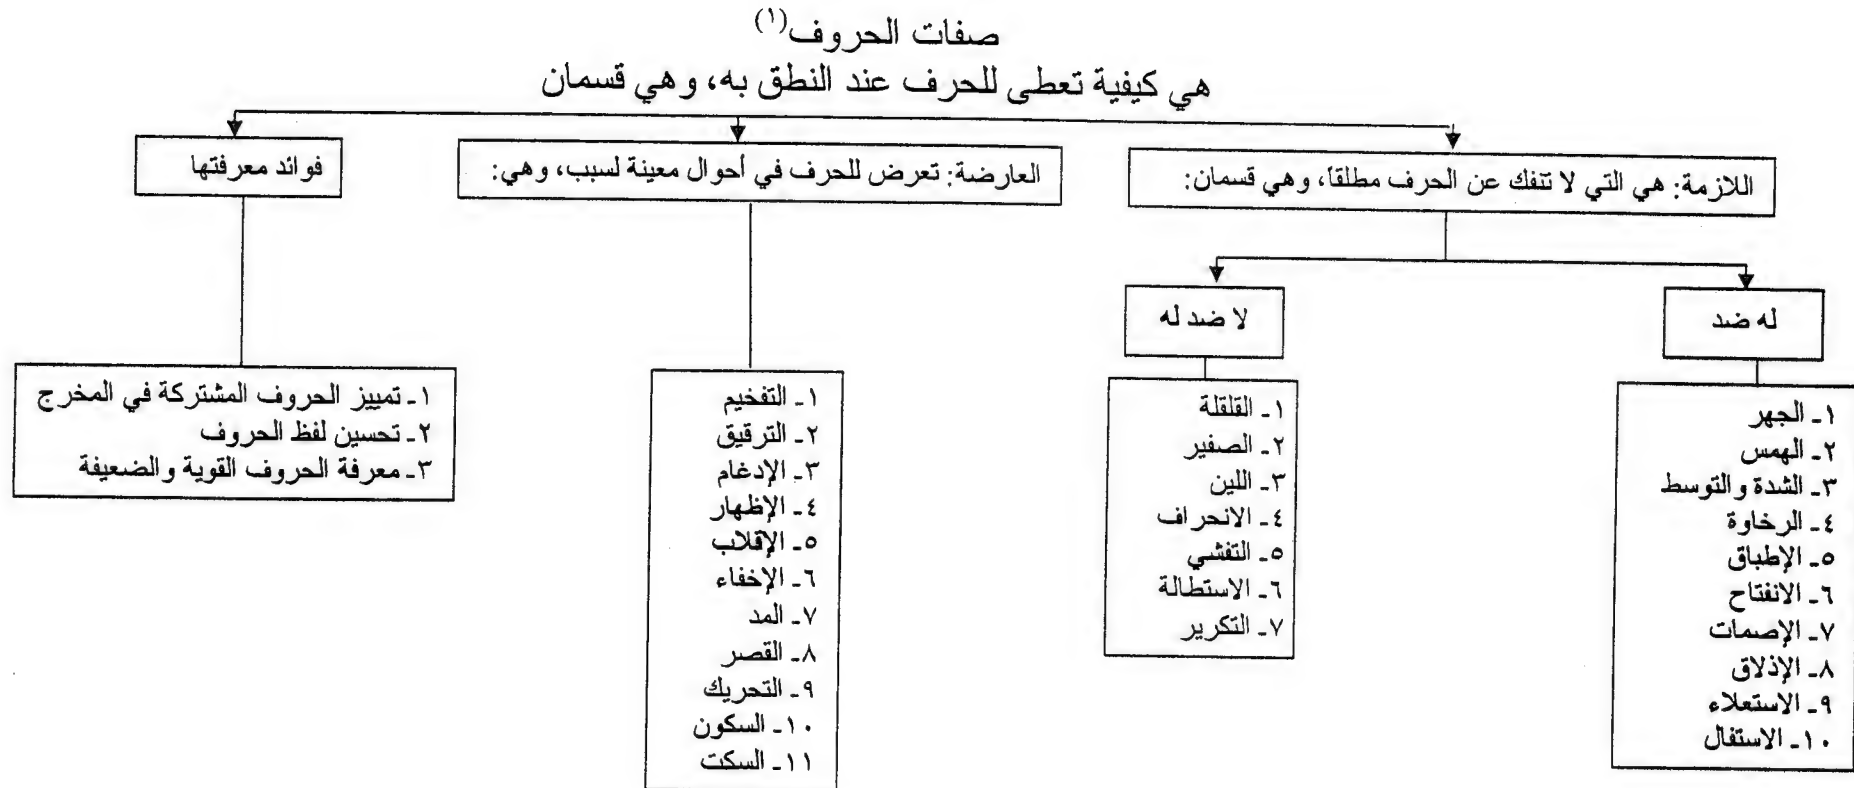 صفات الحروف(١)
هي كيفية تعطى للحرف عند النطق به، وهي قسمان
اللازمة: هي التي لا تنفك عن الحرف مطلقاً، وهي قسمان:
له ضد
١- الجهر
٢- الهمس
٣- الشدة والتوسط
٤- الرخاوة
٥- الإطباق
٦- الانفتاح
٧- الإصمات
٨- الإذلاق
٩- الاستعلاء
١٠- الاستفال
لا ضد له
١- القلقلة
٢- الصفير
٣- اللين
٤- الانحراف
٥- التفشي
٦- الاستطالة
٧- التكرير
العارضة: تعرض للحرف في أحوال معينة لسبب، وهي:
١- التفخيم
٢- الترقيق
٣- الإدغام
٤- الإظهار
٥- الإقلاب
٦- الإخفاء
٧- المد
٨- القصر
٩- التحريك
١٠- السكون
١١- السكت
فوائد معرفتها
١- تمييز الحروف المشتركة في المخرج
٢- تحسين لفظ الحروف
٣- معرفة الحروف القوية والضعيفة